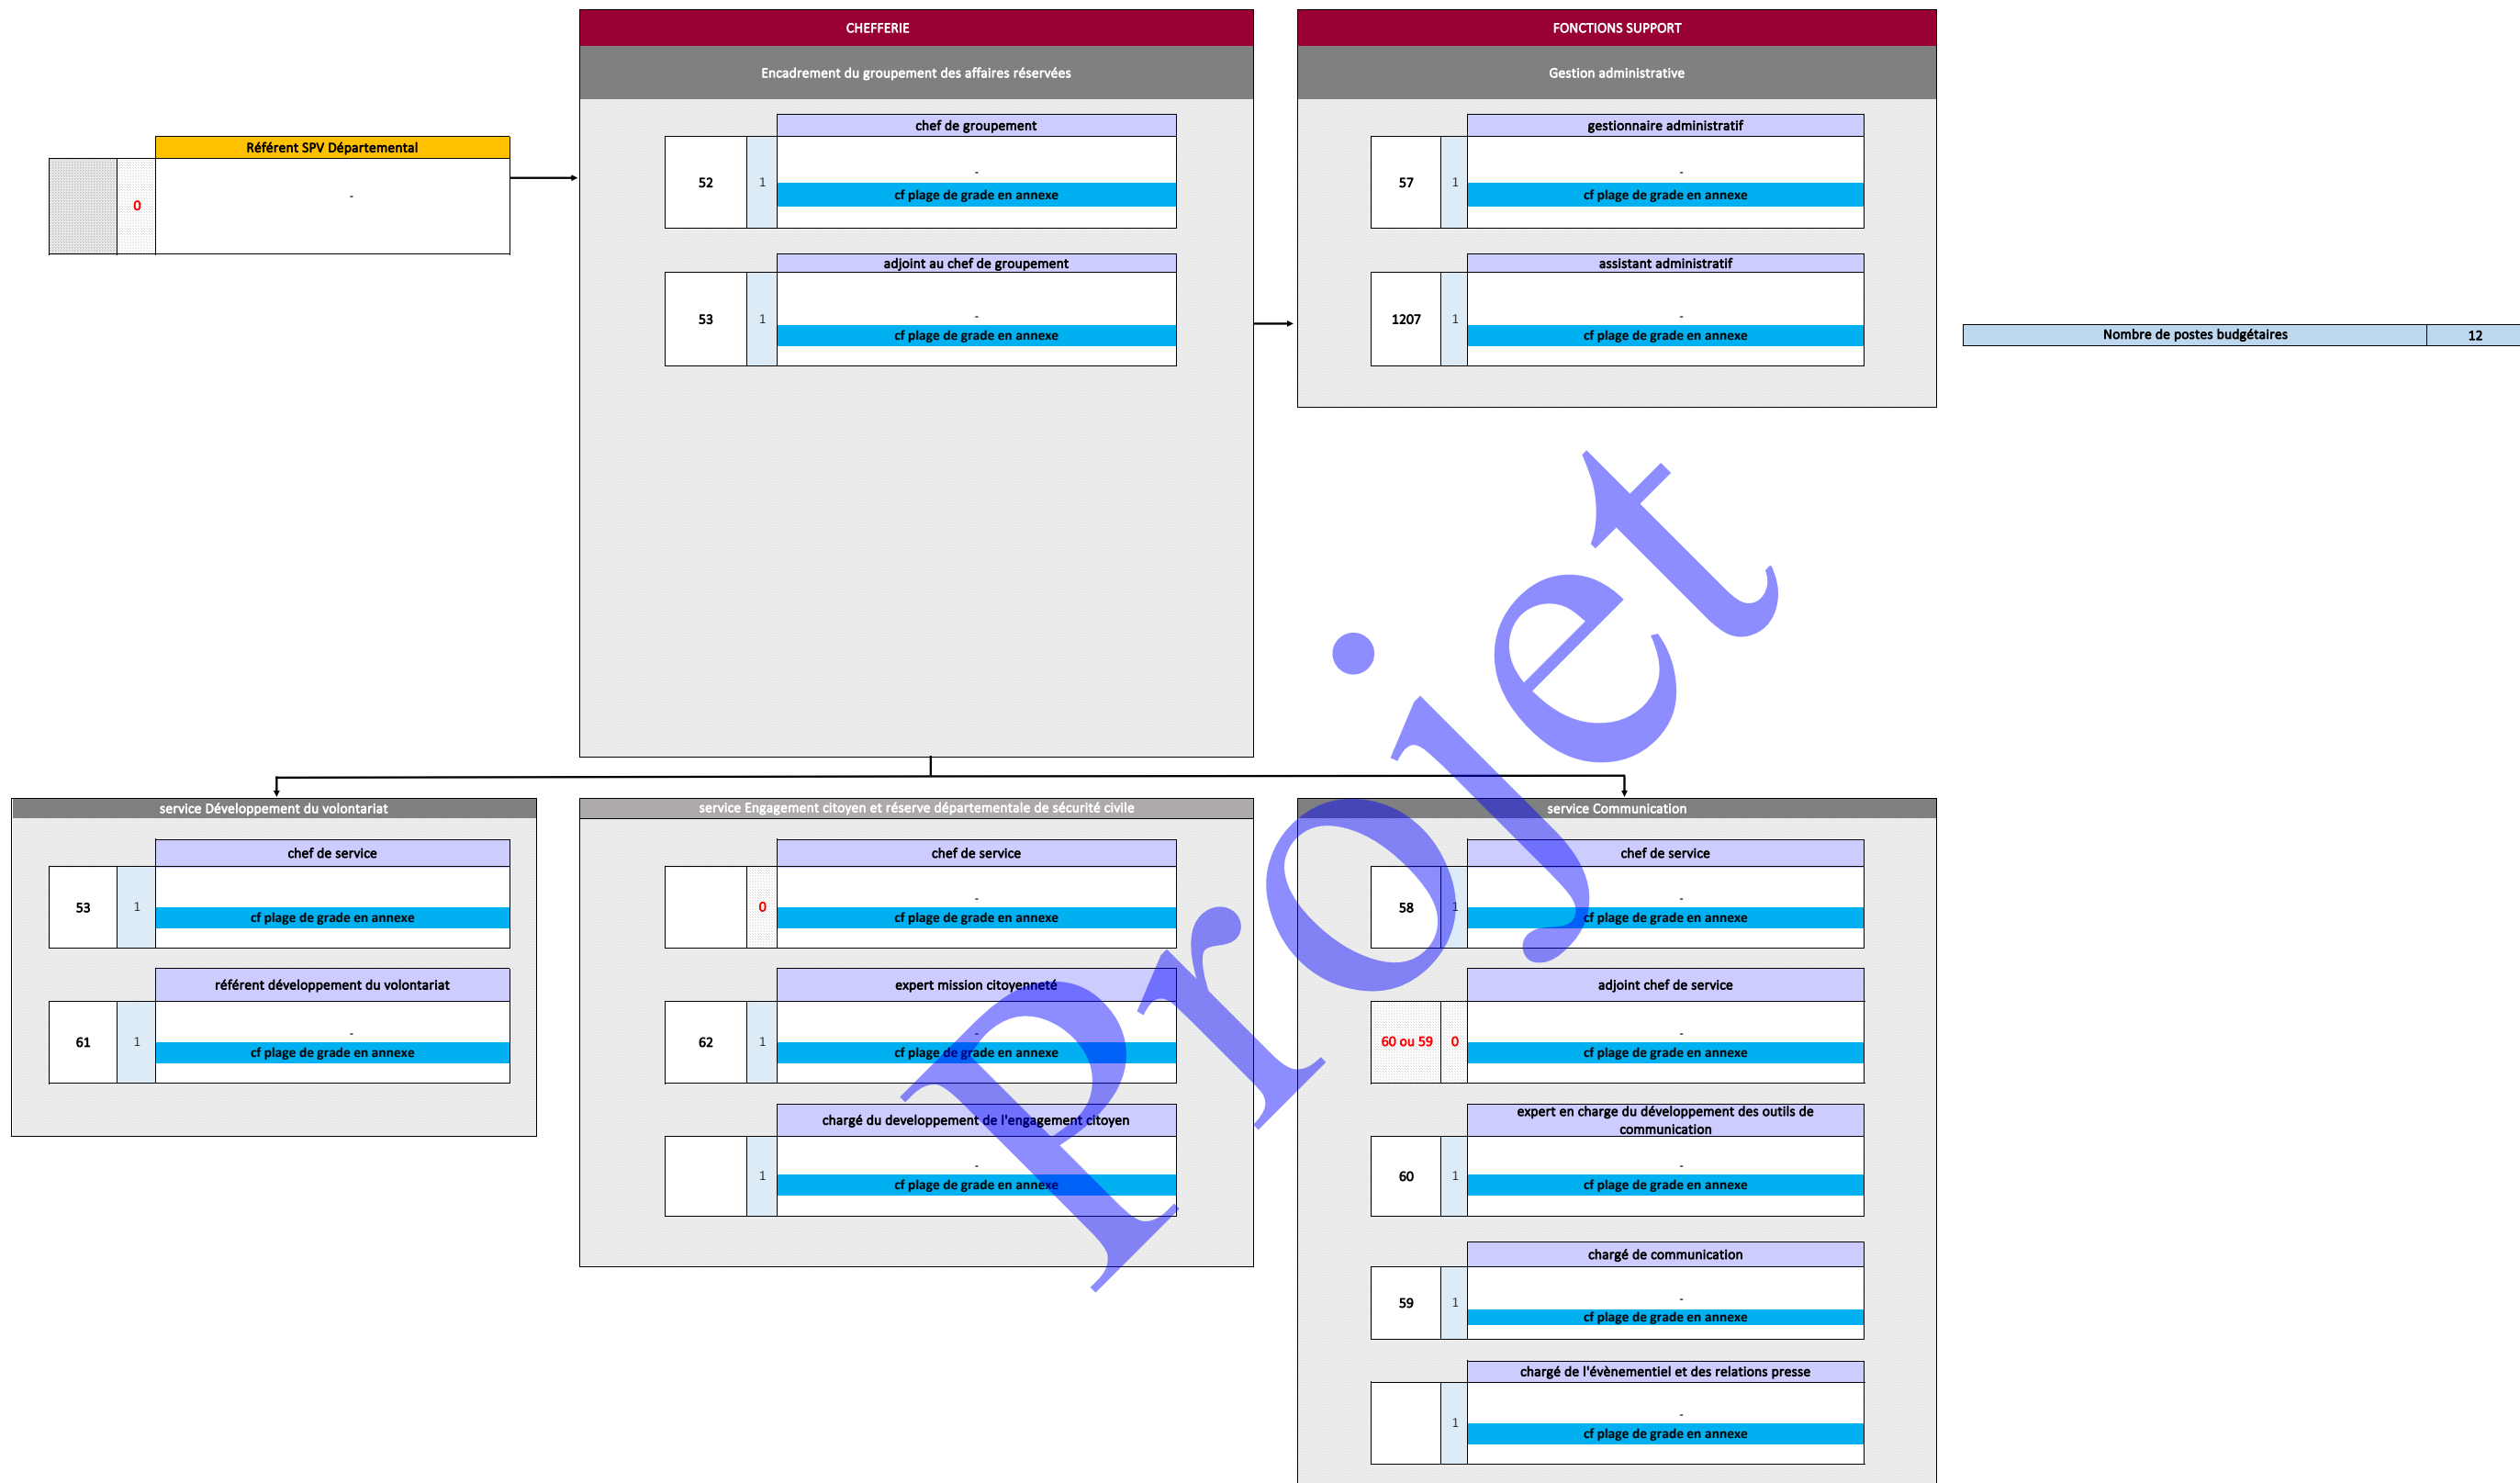 CHEFFERIE
Encadrement du groupement des affaires réservées
chef de groupement
52 1 -
cf plage de grade en annexe
adjoint au chef de groupement
53 1 -
cf plage de grade en annexe
FONCTIONS SUPPORT
Gestion administrative
gestionnaire administratif
57 1 -
cf plage de grade en annexe
assistant administratif
1207 1 -
cf plage de grade en annexe
Référent SPV Départemental
0 -
Nombre de postes budgétaires 12
service Développement du volontariat
chef de service
53 1
cf plage de grade en annexe
référent développement du volontariat
61 1 -
cf plage de grade en annexe
service Engagement citoyen et réserve départementale de sécurité civile
chef de service
0 -
cf plage de grade en annexe
expert mission citoyenneté
62 1 -
cf plage de grade en annexe
chargé du developpement de l'engagement citoyen
1 -
cf plage de grade en annexe
service Communication
chef de service
58 1 -
cf plage de grade en annexe
adjoint chef de service
60 ou 59 0 -
cf plage de grade en annexe
expert en charge du développement des outils de
communication
60 1 -
cf plage de grade en annexe
chargé de communication
59 1 -
cf plage de grade en annexe
chargé de l'évènementiel et des relations presse
1 -
cf plage de grade en annexe
Projet